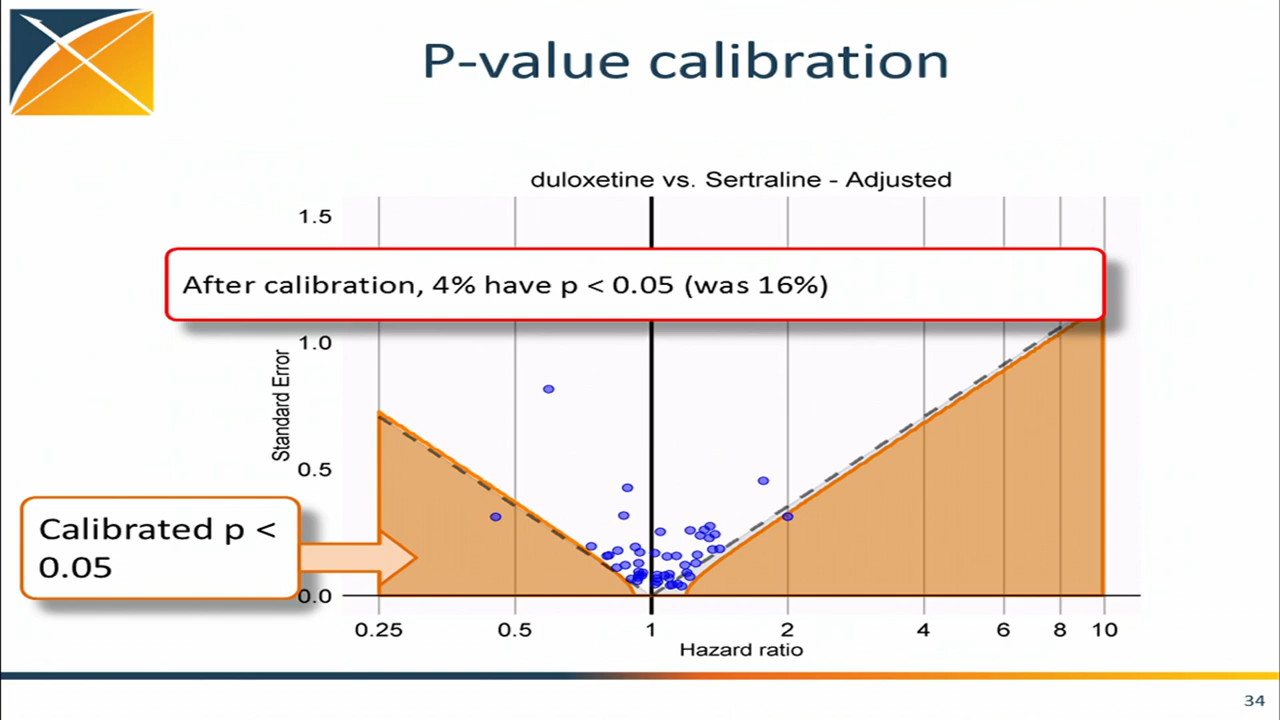 P-value calibration
duloxetine vs. Sertraline - Adjusted
1.5
After calibration, 4% have p < 0.05 (was 16%)
1.0
Standard Error
0.5
Calibrated p <
0.05
0.0
0.25 0.5 1 2 4 6 8 10
Hazard ratio
34